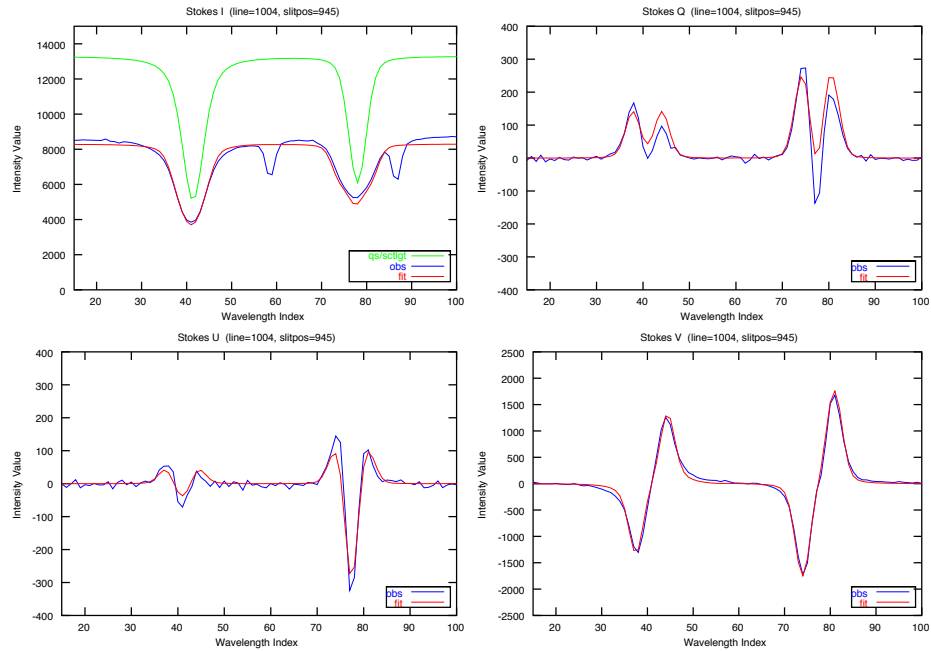 Stokes I (line=1004, slitpos=945)
Intensity Value
14000
12000
10000
8000
6000
4000
2000
0
20 30 40 50 60 70 80 90 100
Wavelength Index
qs/sctlgt
obs
fit
Stokes Q (line=1004, slitpos=945)
Intensity Value
400
300
200
100
0
-100
-200
-300
-400
20 30 40 50 60 70 80 90 100
Wavelength Index
obs
fit
Stokes U (line=1004, slitpos=945)
Intensity Value
400
300
200
100
0
-100
-200
-300
-400
20 30 40 50 60 70 80 90 100
Wavelength Index
obs
fit
Stokes V (line=1004, slitpos=945)
Intensity Value
2500
2000
1500
1000
500
0
-500
-1000
-1500
-2000
-2500
20 30 40 50 60 70 80 90 100
Wavelength Index
obs
fit